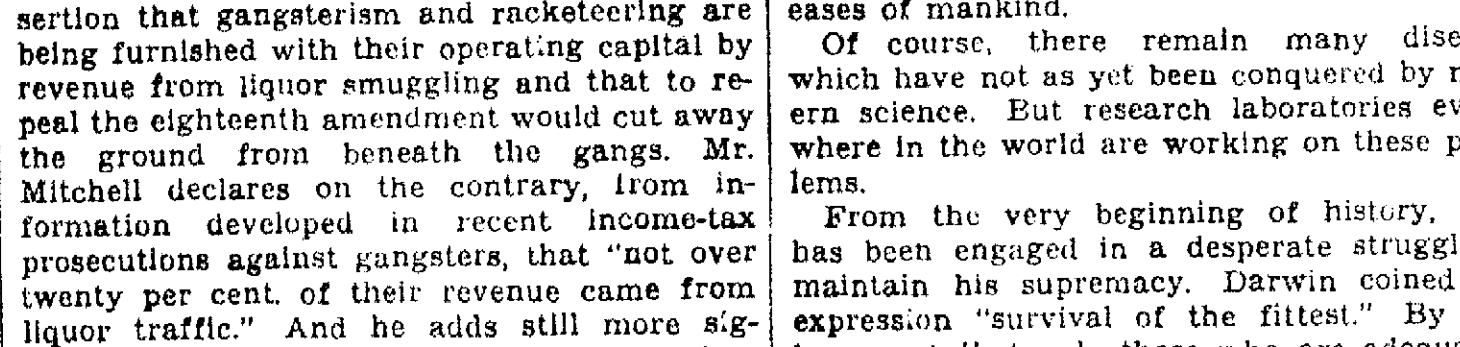 sertion that gangsterism and racketeering are
being furnished with their operating capital by
revenue from liquor smuggling and that to re-
peal the eighteenth amendment would cut away
the ground from beneath the gangs. Mr.
Mitchell declares on the contrary, from in-
formation developed in recent income-tax
prosecutions against gangsters, that "not over
twenty per cent. of their revenue came from
liquor traffic." And he adds still more sig-
eases of mankind.
Of course, there remain many dise
which have not as yet been conquered by
ern science. But research laboratories ev
where in the world are working on these p
lems.
From the very beginning of history,
has been engaged in a desperate struggl
maintain his supremacy. Darwin coined
expression "survival of the fittest." By
those who are